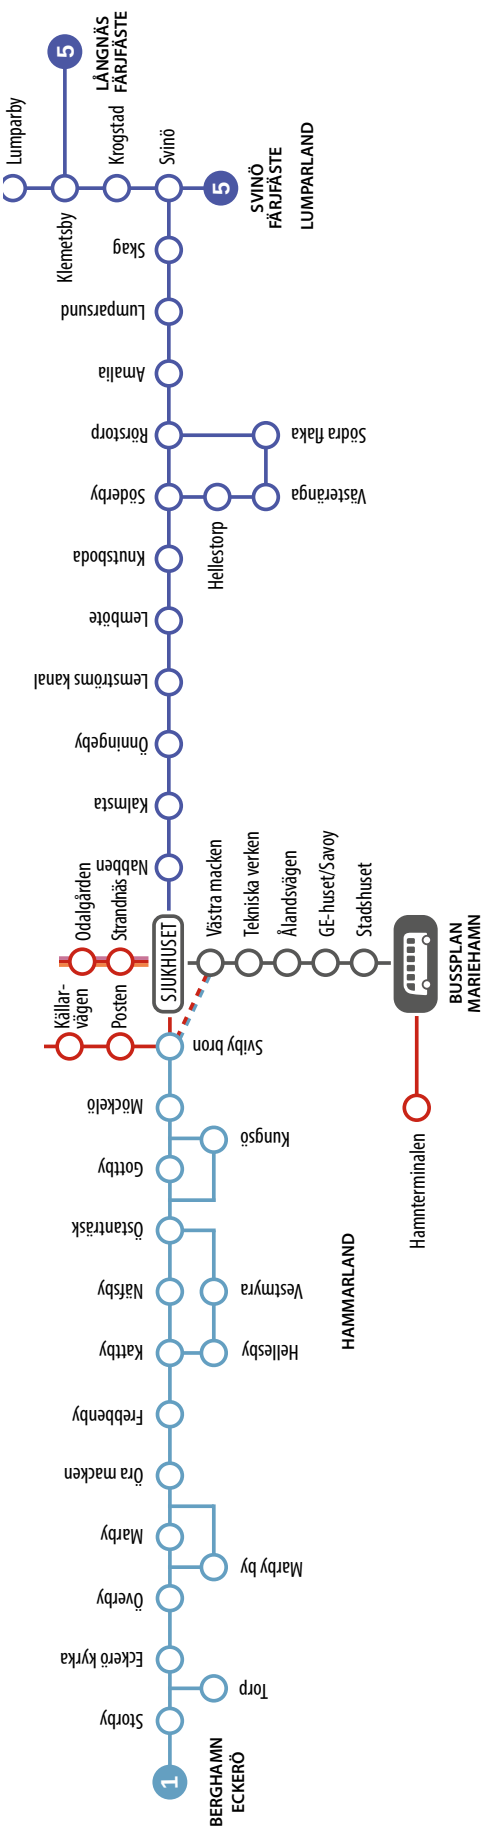 Lumparby
5
LÅNGNÄS
FÄRJFÄSTE
Krogstad
Svinö
Klemetsby
5
SVINÖ
FÄRJFÄSTE
LUMPARLAND
Skag
Lumparsund
Amalia
Rörstorp
Södra flaka
Söderby
Västeränga
Hellestorp
Knutsboda
Lemböte
Lemströms kanal
Önningeby
Kalmsta
Nabben
Odalgården
Strandnäs
SJUKHUSET
Västra macken
Tekniska verken
Ålandsvägen
GE-huset/Savoy
Stadshuset
BUSSPLAN
MARIEHAMN
Källar-
vägen
Posten
Sviby bron
Hamnterminalen
Möckelö
Kungsö
Gottby
Östanträsk
Näfsby
Vestmyra
Kattby
Hellesby
HAMMARLAND
Frebbenby
Öra macken
Marby
Marby by
Överby
Eckerö kyrka
Torp
Storby
1
BERGHAMN
ECKERÖ